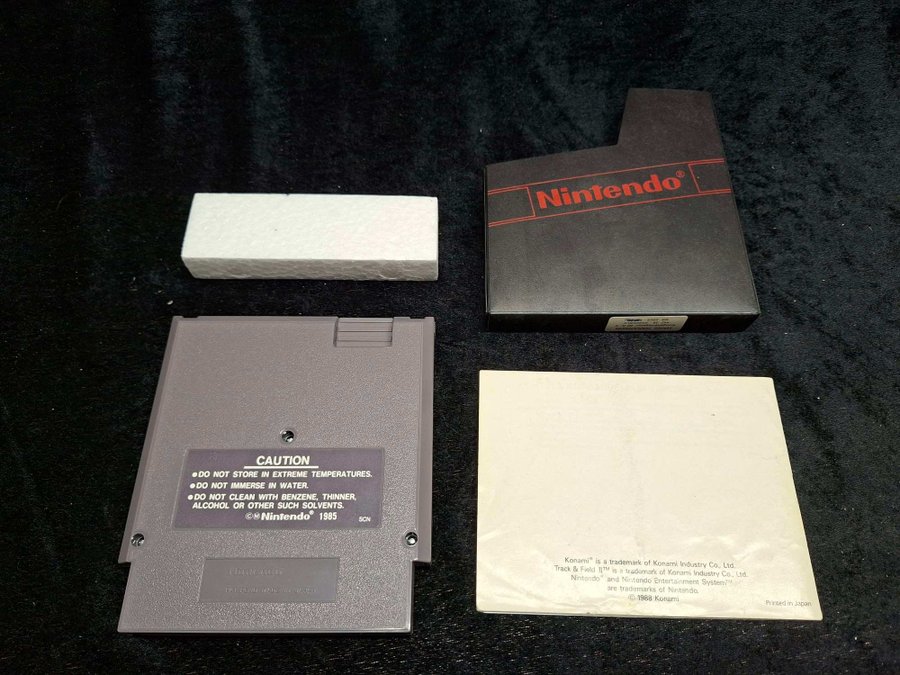 Nintendo®
CAUTION
●DO NOT STORE IN EXTREME TEMPERATURES.
●DO NOT IMMERSE IN WATER.
●DO NOT CLEAN WITH BENZENE, THINNER,
ALCOHOL OR OTHER SUCH SOLVENTS.
©Ⓜ Nintendo® 1985
SCN
Konami® is a trademark of Konami Industry Co., Ltd.
Track & Field II™ is a trademark of Konami Industry Co., Ltd.
Nintendo® and Nintendo Entertainment System™
are trademarks of Nintendo.
© 1988 Konami
Printed in Japan